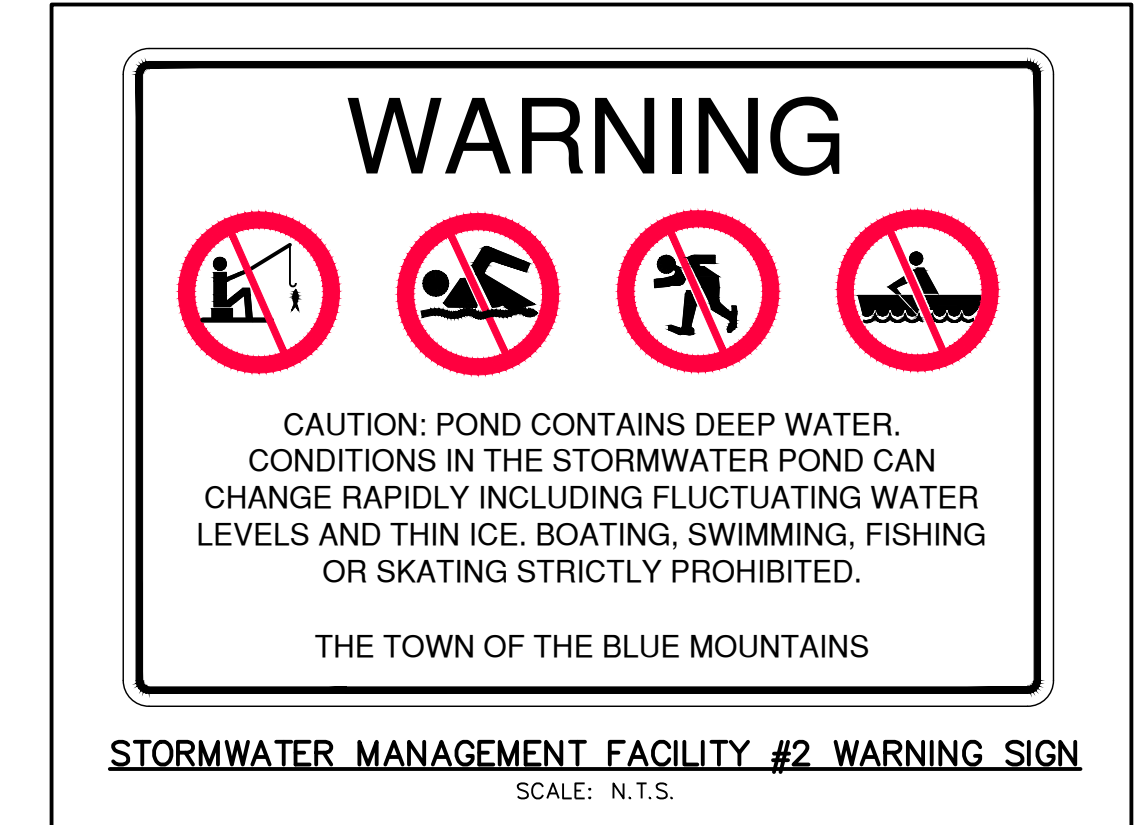 WARNING
CAUTION: POND CONTAINS DEEP WATER.
CONDITIONS IN THE STORMWATER POND CAN
CHANGE RAPIDLY INCLUDING FLUCTUATING WATER
LEVELS AND THIN ICE. BOATING, SWIMMING, FISHING
OR SKATING STRICTLY PROHIBITED.
THE TOWN OF THE BLUE MOUNTAINS
STORMWATER MANAGEMENT FACILITY #2 WARNING SIGN
SCALE: N.T.S.